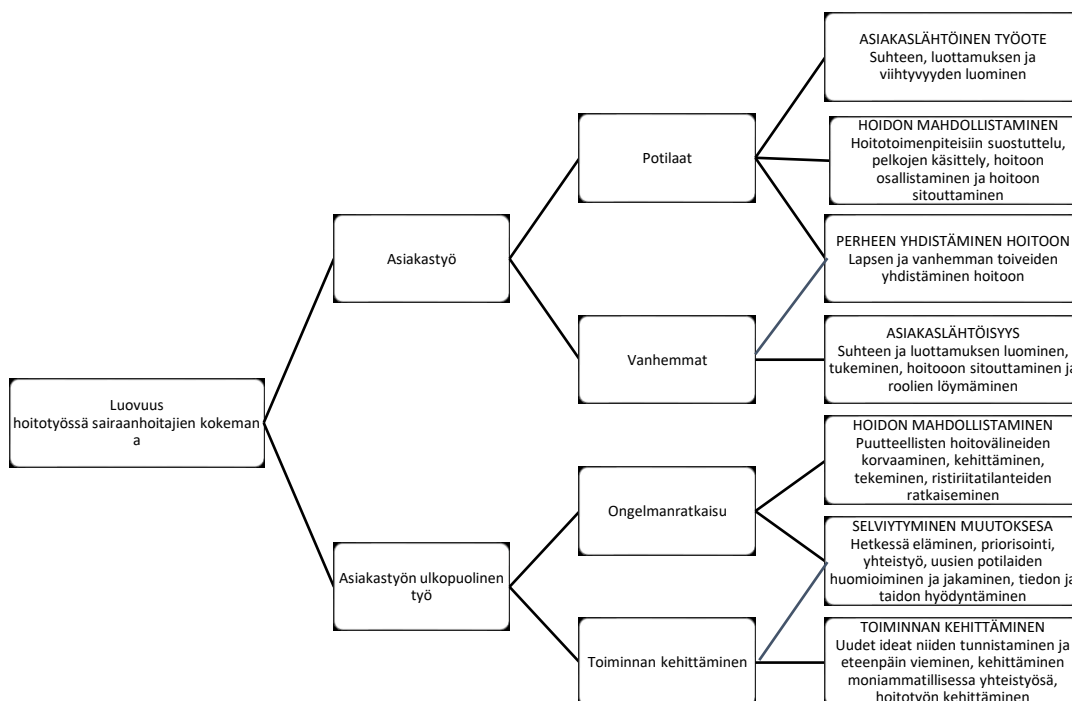 ASIAKASLÄHTÖINEN TYÖOTE
Suhteen, luottamuksen ja
viihtyvyyden luominen
HOIDON MAHDOLLISTAMINEN
Hoitotoimenpiteisiin suostuttelu,
pelkojen käsittely, hoitoon
osallistaminen ja hoitoon
sitouttaminen
Potilaat
PERHEEN YHDISTÄMINEN HOITOON
Lapsen ja vanhemman toiveiden
yhdistäminen hoitoon
Asiakastyö
ASIAKASLÄHTÖISYYS
Suhteen ja luottamuksen luominen,
tukeminen, hoitooon sitouttaminen ja
roolien löymäminen
Vanhemmat
Luovuus
hoitotyössä sairaanhoitajien kokeman
a
HOIDON MAHDOLLISTAMINEN
Puutteellisten hoitovälineiden
korvaaminen, kehittäminen,
tekeminen, ristiriitatilanteiden
ratkaiseminen
Ongelmanratkaisu
SELVIYTYMINEN MUUTOKSESA
Hetkessä eläminen, priorisointi,
yhteistyö, uusien potilaiden
huomioiminen ja jakaminen, tiedon ja
taidon hyödyntäminen
Asiakastyön ulkopuolinen
työ
TOIMINNAN KEHITTÄMINEN
Uudet ideat niiden tunnistaminen ja
eteenpäin vieminen, kehittäminen
moniammatillisessa yhteistyösä,
hoitotyön kehittäminen
Toiminnan kehittäminen